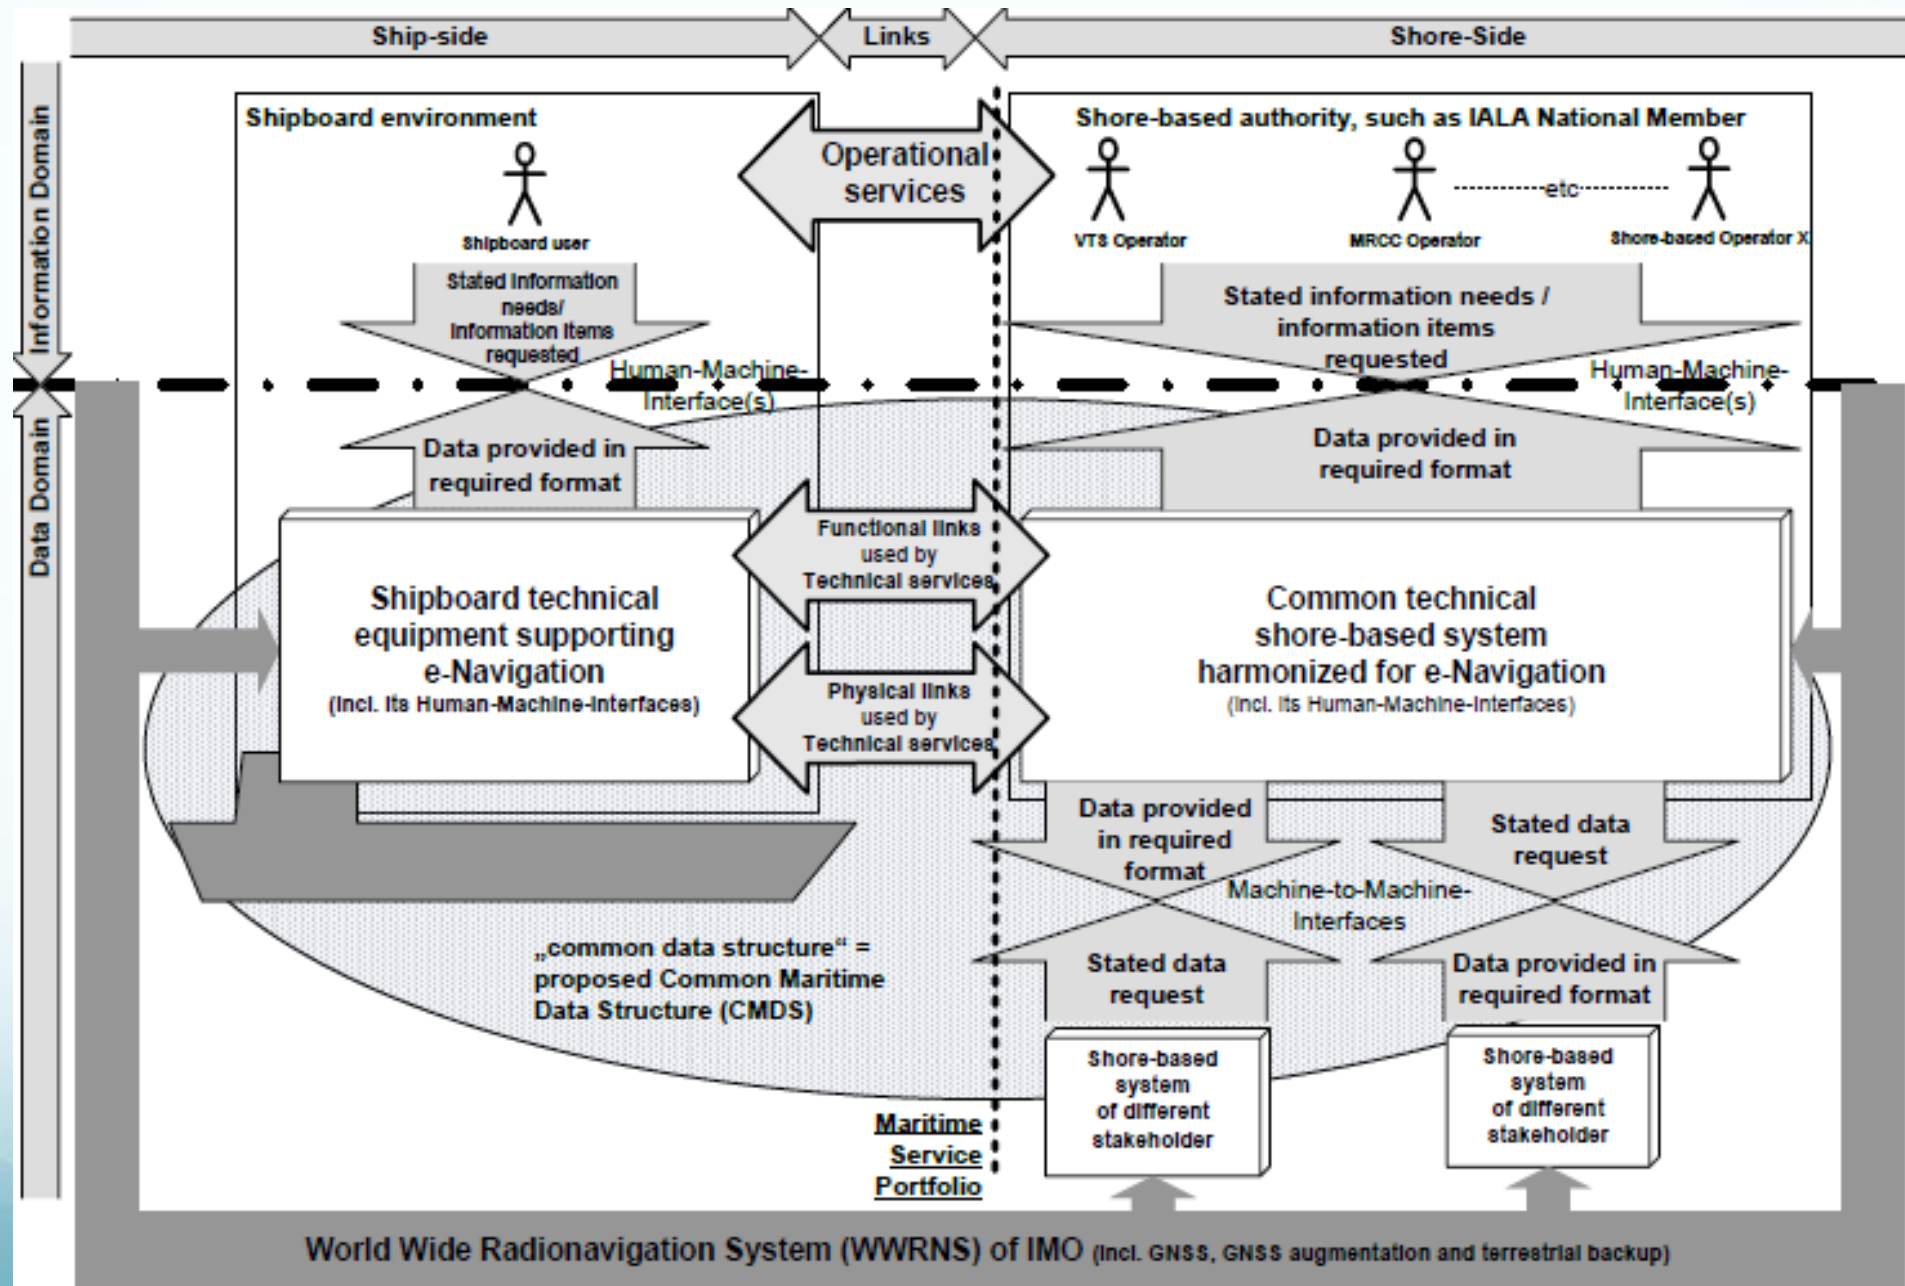 Ship-side
Links
Shore-Side
Information Domain
Data Domain
Shipboard environment
Shipboard user
Operational
services
Shore-based authority, such as IALA National Member
VTS Operator
MRCC Operator
etc
Shore-based Operator X
Stated information
needs/
information items
requested
Human-Machine-
Interface(s)
Stated information needs /
information items
requested
Human-Machine-
Interface(s)
Data provided in
required format
Data provided in
required format
Shipboard technical
equipment supporting
e-Navigation
(incl. its Human-Machine-Interfaces)
Functional links
used by
Technical services
Physical links
used by
Technical services
Common technical
shore-based system
harmonized for e-Navigation
(incl. its Human-Machine-Interfaces)
Data provided
in required
format
Stated data
request
Machine-to-Machine-
Interfaces
Stated data
request
Data provided in
required format
„common data structure“ =
proposed Common Maritime
Data Structure (CMDS)
Shore-based
system
of different
stakeholder
Shore-based
system
of different
stakeholder
Maritime
Service
Portfolio
World Wide Radionavigation System (WWRNS) of IMO (incl. GNSS, GNSS augmentation and terrestrial backup)